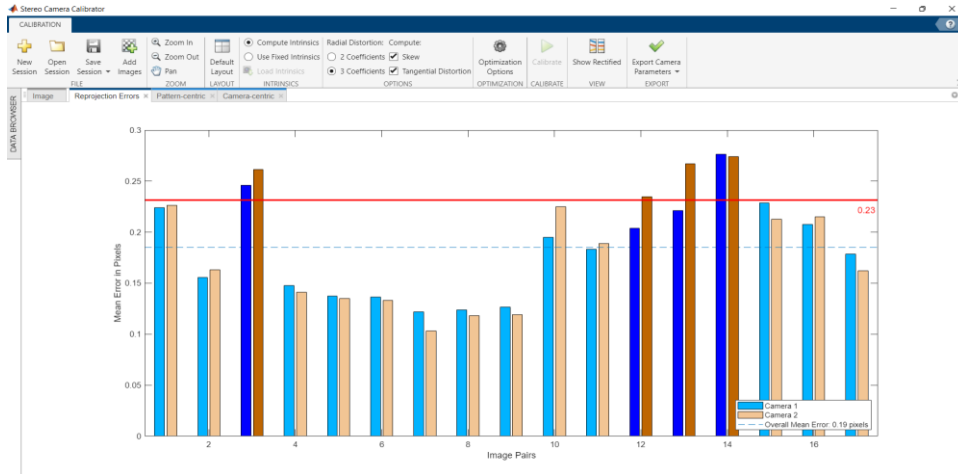 Stereo Camera Calibrator
CALIBRATION
Zoom In
Compute Intrinsics
Radial Distortion: Compute:
Zoom Out
Use Fixed Intrinsics
2 Coefficients
Skew
Pan
Load Intrinsics
3 Coefficients
Tangential Distortion
New Session
Open Session
Save Session
Add Images
Default Layout
Optimization Options
Calibrate
Show Rectified
Export Camera Parameters
FILE
ZOOM
LAYOUT
INTRINSICS
OPTIONS
OPTIMIZATION
CALIBRATE
VIEW
EXPORT
DATA BROWSER
Image
Reprojection Errors
Pattern-centric
Camera-centric
0.3
0.25
0.2
0.15
0.1
0.05
0
Mean Error in Pixels
0.23
2
4
6
8
10
12
14
16
Image Pairs
Camera 1
Camera 2
Overall Mean Error: 0.19 pixels